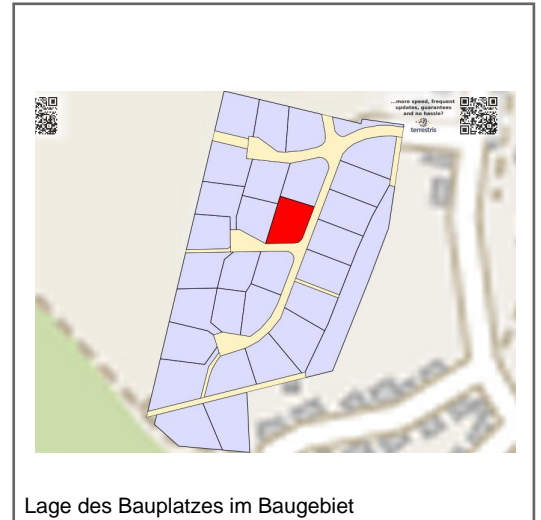 ...more speed, frequent
updates, guarantees
and no hassle?
terrestris
Lage des Bauplatzes im Baugebiet